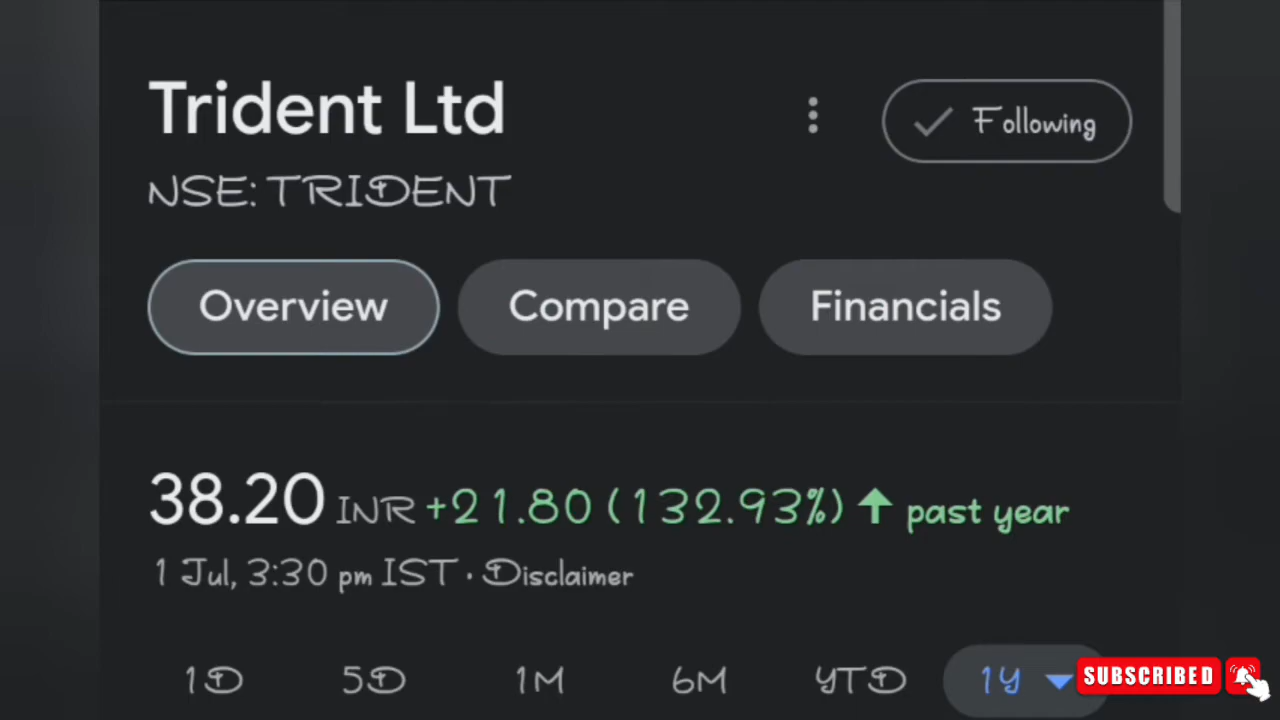 Trident Ltd
Following
NSE: TRIDENT
Overview Compare Financials
38.20 INR +21.80 (132.93%) ↑ past year
1 Jul, 3:30 pm IST · Disclaimer
1D 5D 1M 6M YTD 1Y
SUBSCRIBED